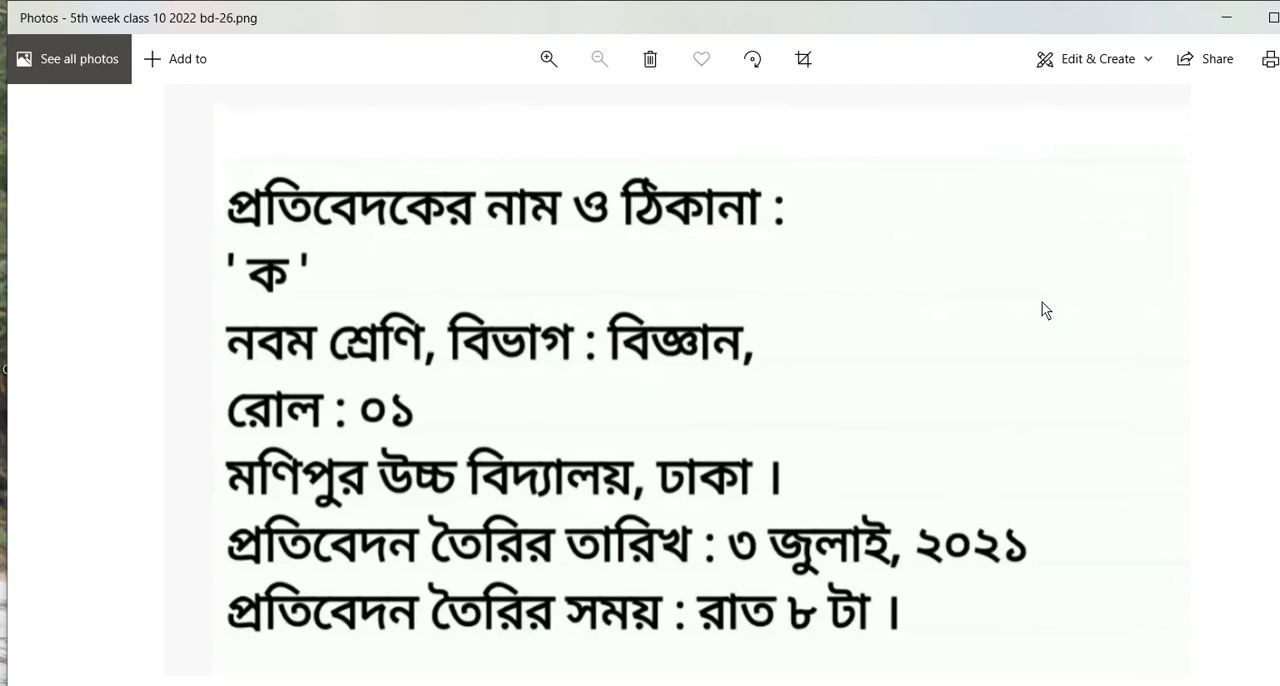 Photos - 5th week class 10 2022 bd-26.png
See all photos Add to Edit & Create Share
প্রতিবেদকের নাম ও ঠিকানা :
' ক '
নবম শ্রেণি, বিভাগ : বিজ্ঞান,
রোল : ০১
মণিপুর উচ্চ বিদ্যালয়, ঢাকা ।
প্রতিবেদন তৈরির তারিখ : ৩ জুলাই, ২০২১
প্রতিবেদন তৈরির সময় : রাত ৮ টা ।